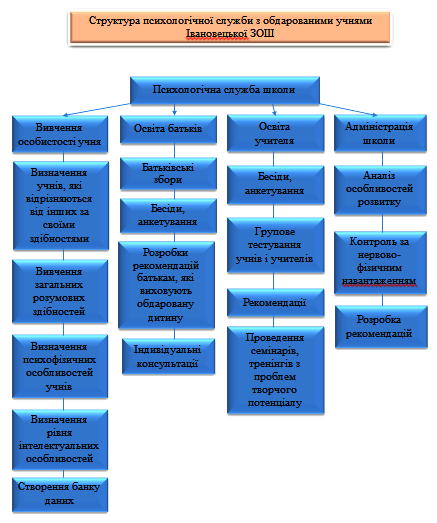 Структура психологічної служби з обдарованими учнями
Івановецької ЗОШ
Психологічна служба школи
Вивчення
особистості учня
Визначення
учнів, які
відрізняються
від інших за
своїми
здібностями
Вивчення
загальних
розумових
здібностей
Визначення
психофізичних
особливостей
учнів
Визначення
рівня
інтелектуальних
особливостей
Створення банку
даних
Освіта батьків
Батьківські
збори
Бесіди,
анкетування
Розробки
рекомендацій
батькам, які
виховують
обдаровану
дитину
Індивідуальні
консультації
Освіта
учителя
Бесіди,
анкетування
Групове
тестування
учнів і учителів
Рекомендації
Проведення
семінарів,
тренінгів з
проблем
творчого
потенціалу
Адміністрація
школи
Аналіз
особливостей
розвитку
Контроль за
нервово-
фізичним
навантаженням
Розробка
рекомендацій